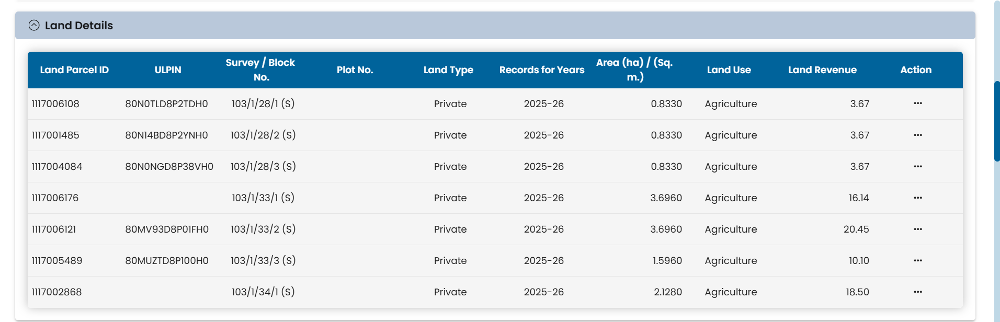 Land Details
Land Parcel ID ULPIN Survey / Block No. Plot No. Land Type Records for Years Area (ha) / (Sq. m.) Land Use Land Revenue Action
1117006108 80N0TLD8P2TDH0 103/1/28/1 (S) Private 2025-26 0.8330 Agriculture 3.67 ...
1117001485 80N14BD8P2YNH0 103/1/28/2 (S) Private 2025-26 0.8330 Agriculture 3.67 ...
1117004084 80N0NGD8P38VH0 103/1/28/3 (S) Private 2025-26 0.8330 Agriculture 3.67 ...
1117006176 103/1/33/1 (S) Private 2025-26 3.6960 Agriculture 16.14 ...
1117006121 80MV93D8P01FH0 103/1/33/2 (S) Private 2025-26 3.6960 Agriculture 20.45 ...
1117005489 80MUZTD8P100H0 103/1/33/3 (S) Private 2025-26 1.5960 Agriculture 10.10 ...
1117002868 103/1/34/1 (S) Private 2025-26 2.1280 Agriculture 18.50 ...